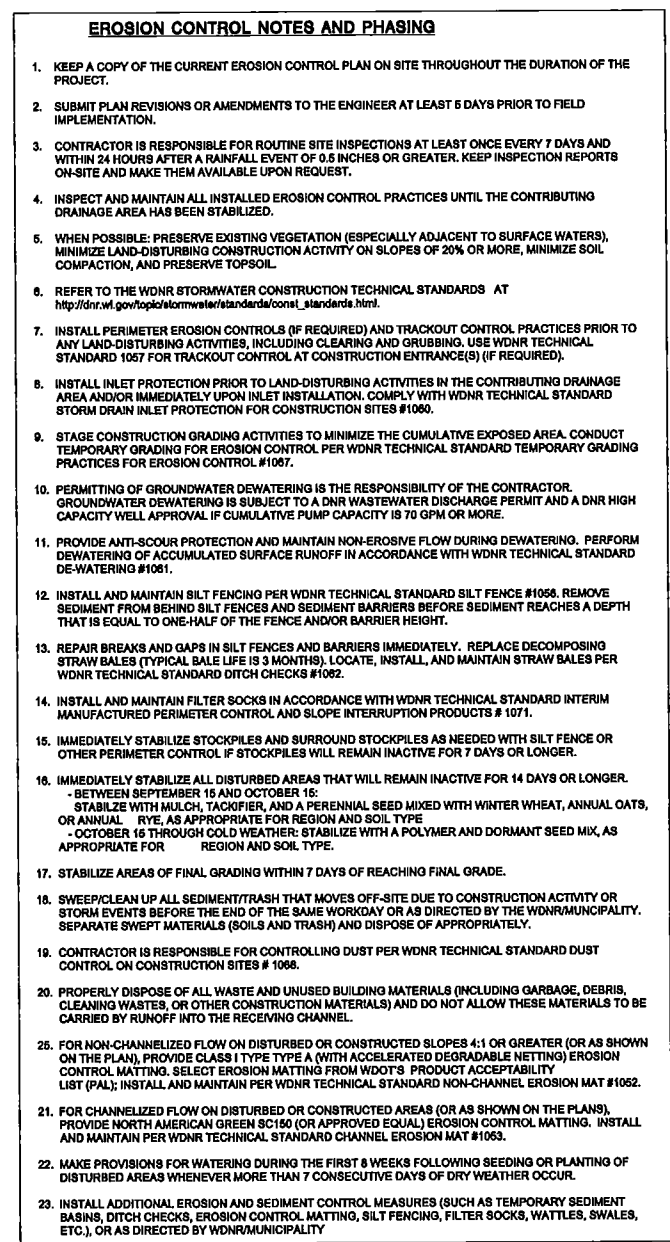 EROSION CONTROL NOTES AND PHASING
1. KEEP A COPY OF THE CURRENT EROSION CONTROL PLAN ON SITE THROUGHOUT THE DURATION OF THE
PROJECT.
2. SUBMIT PLAN REVISIONS OR AMENDMENTS TO THE ENGINEER AT LEAST 5 DAYS PRIOR TO FIELD
IMPLEMENTATION.
3. CONTRACTOR IS RESPONSIBLE FOR ROUTINE SITE INSPECTIONS AT LEAST ONCE EVERY 7 DAYS AND
WITHIN 24 HOURS AFTER A RAINFALL EVENT OF 0.5 INCHES OR GREATER. KEEP INSPECTION REPORTS
ON-SITE AND MAKE THEM AVAILABLE UPON REQUEST.
4. INSPECT AND MAINTAIN ALL INSTALLED EROSION CONTROL PRACTICES UNTIL THE CONTRIBUTING
DRAINAGE AREA HAS BEEN STABILIZED.
5. WHEN POSSIBLE: PRESERVE EXISTING VEGETATION (ESPECIALLY ADJACENT TO SURFACE WATERS),
MINIMIZE LAND-DISTURBING CONSTRUCTION ACTIVITY ON SLOPES OF 20% OR MORE, MINIMIZE SOIL
COMPACTION, AND PRESERVE TOPSOIL.
6. REFER TO THE WDNR STORMWATER CONSTRUCTION TECHNICAL STANDARDS AT
http://dnr.wi.gov/topic/stormwater/standards/const_standards.html.
7. INSTALL PERIMETER EROSION CONTROLS (IF REQUIRED) AND TRACKOUT CONTROL PRACTICES PRIOR TO
ANY LAND-DISTURBING ACTIVITIES, INCLUDING CLEARING AND GRUBBING. USE WDNR TECHNICAL
STANDARD 1057 FOR TRACKOUT CONTROL AT CONSTRUCTION ENTRANCE(S) (IF REQUIRED).
8. INSTALL INLET PROTECTION PRIOR TO LAND-DISTURBING ACTIVITIES IN THE CONTRIBUTING DRAINAGE
AREA AND/OR IMMEDIATELY UPON INLET INSTALLATION. COMPLY WITH WDNR TECHNICAL STANDARD
STORM DRAIN INLET PROTECTION FOR CONSTRUCTION SITES #1060.
9. STAGE CONSTRUCTION GRADING ACTIVITIES TO MINIMIZE THE CUMULATIVE EXPOSED AREA. CONDUCT
TEMPORARY GRADING FOR EROSION CONTROL PER WDNR TECHNICAL STANDARD TEMPORARY GRADING
PRACTICES FOR EROSION CONTROL #1067.
10. PERMITTING OF GROUNDWATER DEWATERING IS THE RESPONSIBILITY OF THE CONTRACTOR.
GROUNDWATER DEWATERING IS SUBJECT TO A DNR WASTEWATER DISCHARGE PERMIT AND A DNR HIGH
CAPACITY WELL APPROVAL IF CUMULATIVE PUMP CAPACITY IS 70 GPM OR MORE.
11. PROVIDE ANTI-SCOUR PROTECTION AND MAINTAIN NON-EROSIVE FLOW DURING DEWATERING. PERFORM
DEWATERING OF ACCUMULATED SURFACE RUNOFF IN ACCORDANCE WITH WDNR TECHNICAL STANDARD
DE-WATERING #1061.
12. INSTALL AND MAINTAIN SILT FENCING PER WDNR TECHNICAL STANDARD SILT FENCE #1056. REMOVE
SEDIMENT FROM BEHIND SILT FENCES AND SEDIMENT BARRIERS BEFORE SEDIMENT REACHES A DEPTH
THAT IS EQUAL TO ONE-HALF OF THE FENCE AND/OR BARRIER HEIGHT.
13. REPAIR BREAKS AND GAPS IN SILT FENCES AND BARRIERS IMMEDIATELY. REPLACE DECOMPOSING
STRAW BALES (TYPICAL BALE LIFE IS 3 MONTHS). LOCATE, INSTALL, AND MAINTAIN STRAW BALES PER
WDNR TECHNICAL STANDARD DITCH CHECKS #1062.
14. INSTALL AND MAINTAIN FILTER SOCKS IN ACCORDANCE WITH WDNR TECHNICAL STANDARD INTERIM
MANUFACTURED PERIMETER CONTROL AND SLOPE INTERRUPTION PRODUCTS # 1071.
15. IMMEDIATELY STABILIZE STOCKPILES AND SURROUND STOCKPILES AS NEEDED WITH SILT FENCE OR
OTHER PERIMETER CONTROL IF STOCKPILES WILL REMAIN INACTIVE FOR 7 DAYS OR LONGER.
16. IMMEDIATELY STABILIZE ALL DISTURBED AREAS THAT WILL REMAIN INACTIVE FOR 14 DAYS OR LONGER.
- BETWEEN SEPTEMBER 15 AND OCTOBER 15:
STABILZE WITH MULCH, TACKIFIER, AND A PERENNIAL SEED MIXED WITH WINTER WHEAT, ANNUAL OATS,
OR ANNUAL RYE, AS APPROPRIATE FOR REGION AND SOIL TYPE
- OCTOBER 15 THROUGH COLD WEATHER: STABILIZE WITH A POLYMER AND DORMANT SEED MIX, AS
APPROPRIATE FOR REGION AND SOIL TYPE.
17. STABILIZE AREAS OF FINAL GRADING WITHIN 7 DAYS OF REACHING FINAL GRADE.
18. SWEEP/CLEAN UP ALL SEDIMENT/TRASH THAT MOVES OFF-SITE DUE TO CONSTRUCTION ACTIVITY OR
STORM EVENTS BEFORE THE END OF THE SAME WORKDAY OR AS DIRECTED BY THE WDNR/MUNCIPALITY.
SEPARATE SWEPT MATERIALS (SOILS AND TRASH) AND DISPOSE OF APPROPRIATELY.
19. CONTRACTOR IS RESPONSIBLE FOR CONTROLLING DUST PER WDNR TECHNICAL STANDARD DUST
CONTROL ON CONSTRUCTION SITES # 1068.
20. PROPERLY DISPOSE OF ALL WASTE AND UNUSED BUILDING MATERIALS (INCLUDING GARBAGE, DEBRIS,
CLEANING WASTES, OR OTHER CONSTRUCTION MATERIALS) AND DO NOT ALLOW THESE MATERIALS TO BE
CARRIED BY RUNOFF INTO THE RECEIVING CHANNEL.
25. FOR NON-CHANNELIZED FLOW ON DISTURBED OR CONSTRUCTED SLOPES 4:1 OR GREATER (OR AS SHOWN
ON THE PLAN), PROVIDE CLASS I TYPE TYPE A (WITH ACCELERATED DEGRADABLE NETTING) EROSION
CONTROL MATTING. SELECT EROSION MATTING FROM WDOT'S PRODUCT ACCEPTABILITY
LIST (PAL); INSTALL AND MAINTAIN PER WDNR TECHNICAL STANDARD NON-CHANNEL EROSION MAT #1052.
21. FOR CHANNELIZED FLOW ON DISTURBED OR CONSTRUCTED AREAS (OR AS SHOWN ON THE PLANS),
PROVIDE NORTH AMERICAN GREEN SC150 (OR APPROVED EQUAL) EROSION CONTROL MATTING. INSTALL
AND MAINTAIN PER WDNR TECHNICAL STANDARD CHANNEL EROSION MAT #1053.
22. MAKE PROVISIONS FOR WATERING DURING THE FIRST 8 WEEKS FOLLOWING SEEDING OR PLANTING OF
DISTURBED AREAS WHENEVER MORE THAN 7 CONSECUTIVE DAYS OF DRY WEATHER OCCUR.
23. INSTALL ADDITIONAL EROSION AND SEDIMENT CONTROL MEASURES (SUCH AS TEMPORARY SEDIMENT
BASINS, DITCH CHECKS, EROSION CONTROL MATTING, SILT FENCING, FILTER SOCKS, WATTLES, SWALES,
ETC.), OR AS DIRECTED BY WDNR/MUNICIPALITY